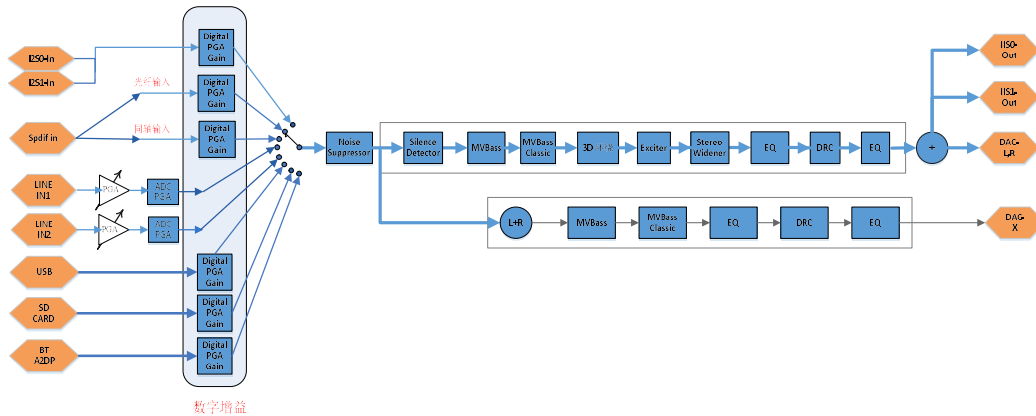 I2S0-In
I2S1-In
Spdif in
LINE
IN1
LINE
IN2
USB
SD
CARD
BT
A2DP
光纤输入
同轴输入
PGA
PGA
ADC
PGA
ADC
PGA
Digital
PGA
Gain
Digital
PGA
Gain
Digital
PGA
Gain
Digital
PGA
Gain
Digital
PGA
Gain
Digital
PGA
Gain
数字增益
Noise
Suppressor
Silence
Detector
MVBass
MVBass
Classic
3D
Exciter
Stereo
Widener
EQ
DRC
EQ
+
L+R
MVBass
MVBass
Classic
EQ
DRC
EQ
IIS0-
Out
IIS1-
Out
DAC-
L,R
DAC-
X